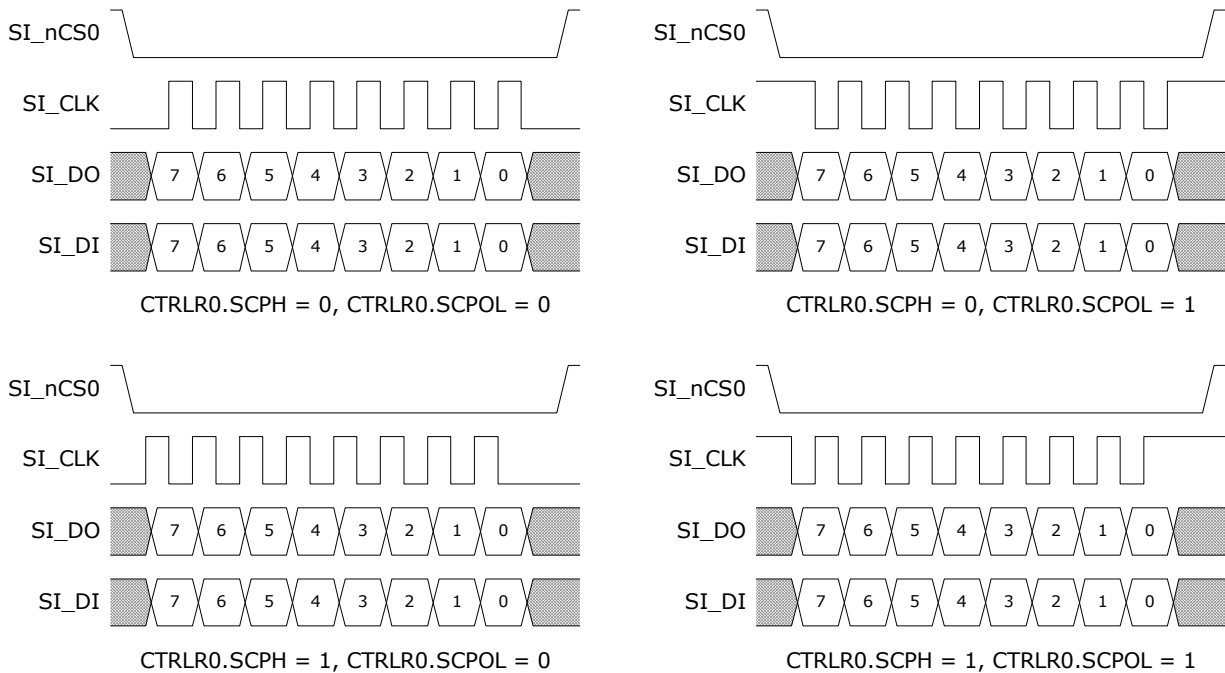 SI_nCS0
SI_CLK
SI_DO 7 6 5 4 3 2 1 0
SI_DI 7 6 5 4 3 2 1 0
CTRLR0.SCPH = 0, CTRLR0.SCPOL = 0
SI_nCS0
SI_CLK
SI_DO 7 6 5 4 3 2 1 0
SI_DI 7 6 5 4 3 2 1 0
CTRLR0.SCPH = 0, CTRLR0.SCPOL = 1
SI_nCS0
SI_CLK
SI_DO 7 6 5 4 3 2 1 0
SI_DI 7 6 5 4 3 2 1 0
CTRLR0.SCPH = 1, CTRLR0.SCPOL = 0
SI_nCS0
SI_CLK
SI_DO 7 6 5 4 3 2 1 0
SI_DI 7 6 5 4 3 2 1 0
CTRLR0.SCPH = 1, CTRLR0.SCPOL = 1